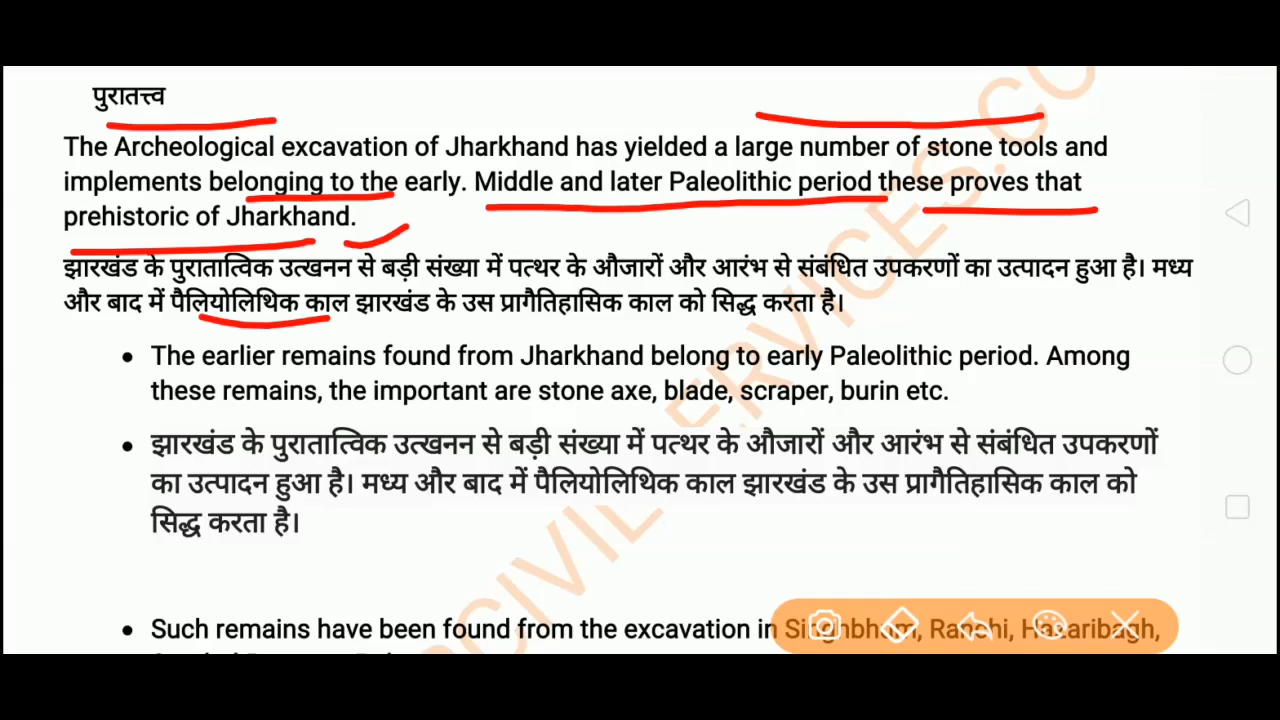 पुरातत्त्व
The Archeological excavation of Jharkhand has yielded a large number of stone tools and
implements belonging to the early. Middle and later Paleolithic period these proves that
prehistoric of Jharkhand.
झारखंड के पुरातात्विक उत्खनन से बड़ी संख्या में पत्थर के औजारों और आरंभ से संबंधित उपकरणों का उत्पादन हुआ है। मध्य
और बाद में पैलियोलिथिक काल झारखंड के उस प्रागैतिहासिक काल को सिद्ध करता है।
• The earlier remains found from Jharkhand belong to early Paleolithic period. Among
these remains, the important are stone axe, blade, scraper, burin etc.
• झारखंड के पुरातात्विक उत्खनन से बड़ी संख्या में पत्थर के औजारों और आरंभ से संबंधित उपकरणों
का उत्पादन हुआ है। मध्य और बाद में पैलियोलिथिक काल झारखंड के उस प्रागैतिहासिक काल को
सिद्ध करता है।
• Such remains have been found from the excavation in Singhbhum, Ranchi, Hazaribagh,
CIVILSERVICES.CO